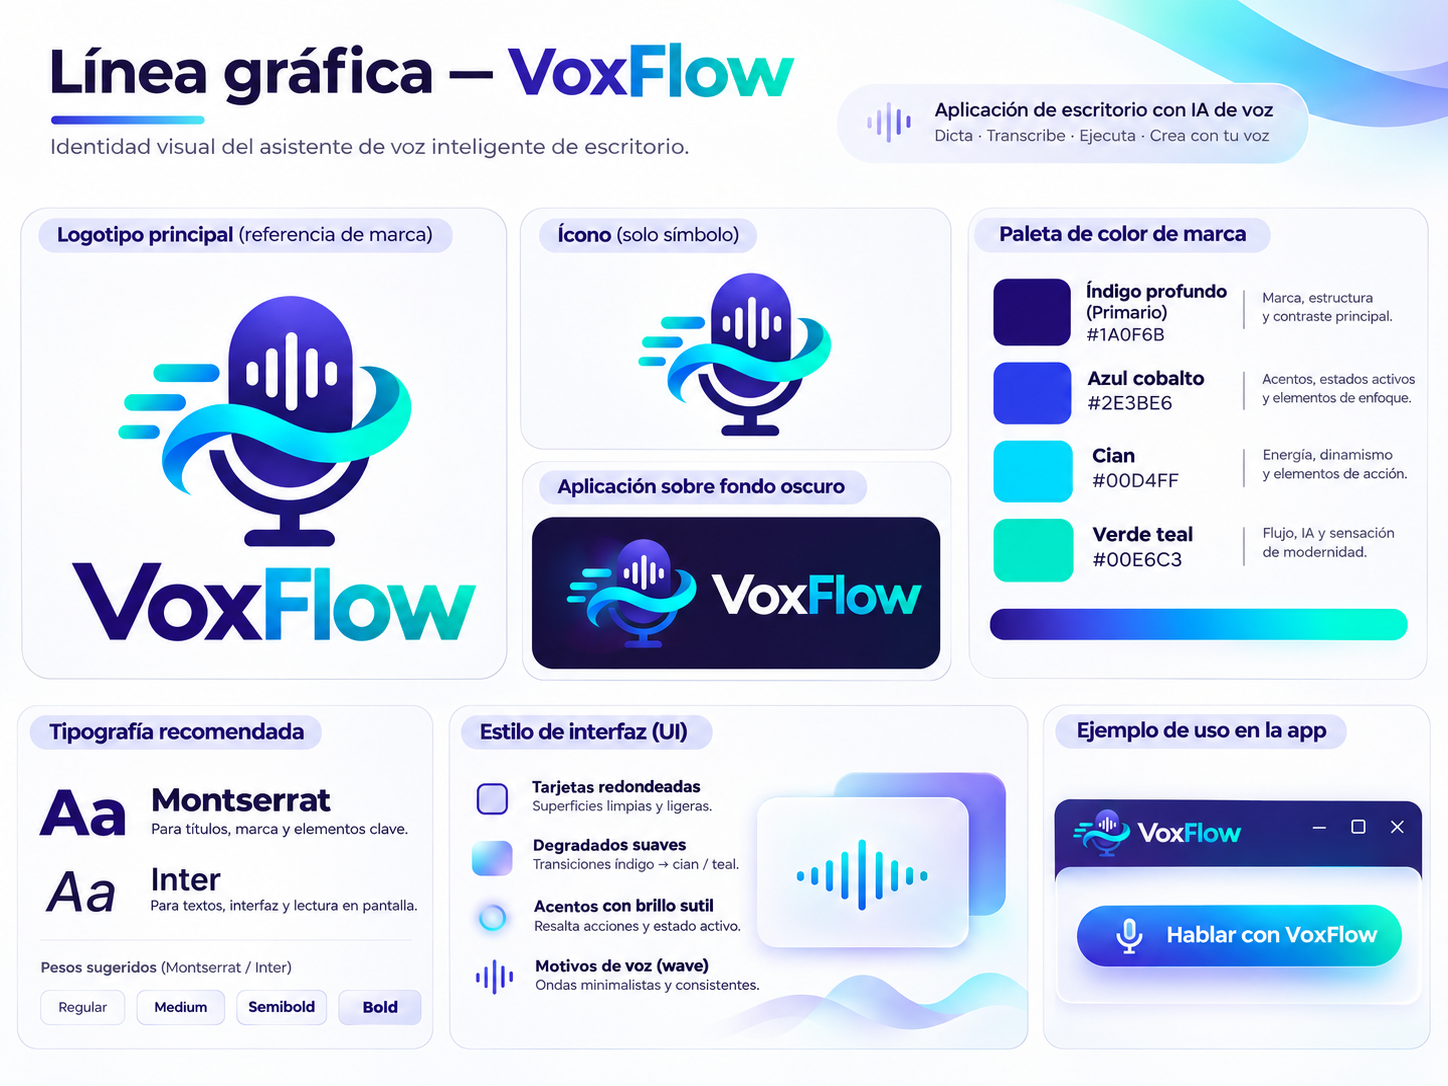 Línea gráfica — VoxFlow
Identidad visual del asistente de voz inteligente de escritorio.
Aplicación de escritorio con IA de voz
Dicta · Transcribe · Ejecuta · Crea con tu voz
Logotipo principal (referencia de marca)
VoxFlow
Ícono (solo símbolo)
Aplicación sobre fondo oscuro
VoxFlow
Paleta de color de marca
Índigo profundo
(Primario)
#1A0F6B
Marca, estructura
y contraste principal.
Azul cobalto
#2E3BE6
Acentos, estados activos
y elementos de enfoque.
Cian
#00D4FF
Energía, dinamismo
y elementos de acción.
Verde teal
#00E6C3
Flujo, IA y sensación
de modernidad.
Tipografía recomendada
Aa
Montserrat
Para títulos, marca y elementos clave.
Aa
Inter
Para textos, interfaz y lectura en pantalla.
Pesos sugeridos (Montserrat / Inter)
Regular
Medium
Semibold
Bold
Estilo de interfaz (UI)
Tarjetas redondeadas
Superficies limpias y ligeras.
Degradados suaves
Transiciones índigo → cian / teal.
Acentos con brillo sutil
Resalta acciones y estado activo.
Motivos de voz (wave)
Ondas minimalistas y consistentes.
Ejemplo de uso en la app
VoxFlow
Hablar con VoxFlow